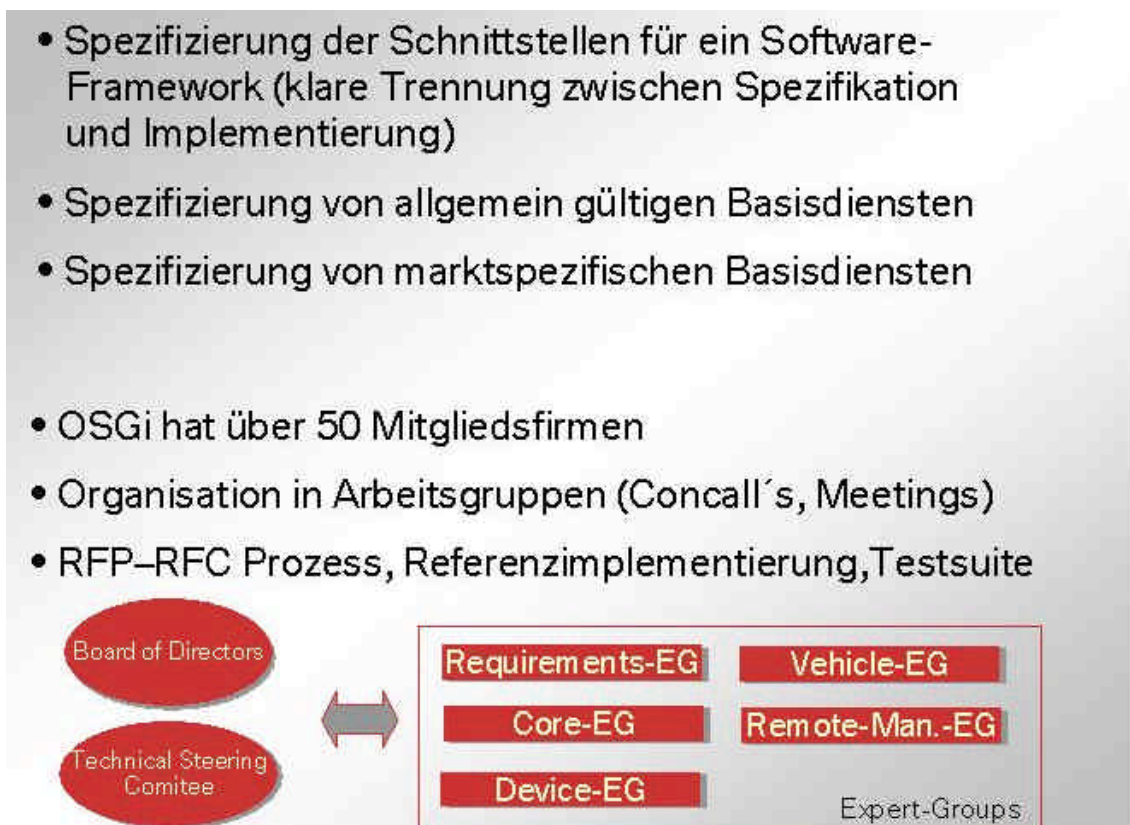 • Spezifizierung der Schnittstellen für ein Software-
Framework (klare Trennung zwischen Spezifikation
und Implementierung)
• Spezifizierung von allgemein gültigen Basisdiensten
• Spezifizierung von marktspezifischen Basisdiensten
• OSGi hat über 50 Mitgliedsfirmen
• Organisation in Arbeitsgruppen (Concall´s, Meetings)
• RFP–RFC Prozess, Referenzimplementierung,Testsuite
Board of Directors
Technical Steering
Comitee
Requirements-EG
Vehicle-EG
Core-EG
Remote-Man.-EG
Device-EG
Expert-Groups